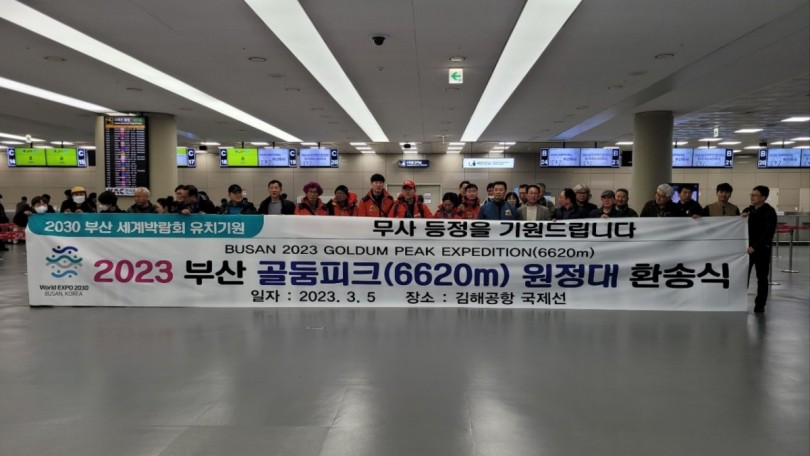 2030 부산 세계박람회 유치기원
무사 등정을 기원드립니다
BUSAN 2023 GOLDUM PEAK EXPEDITION(6620m)
2023 부산 골둠피크(6620m) 원정대 환송식
World EXPO 2030
BUSAN, KOREA
일자 : 2023. 3. 5 장소 : 김해공항 국제선